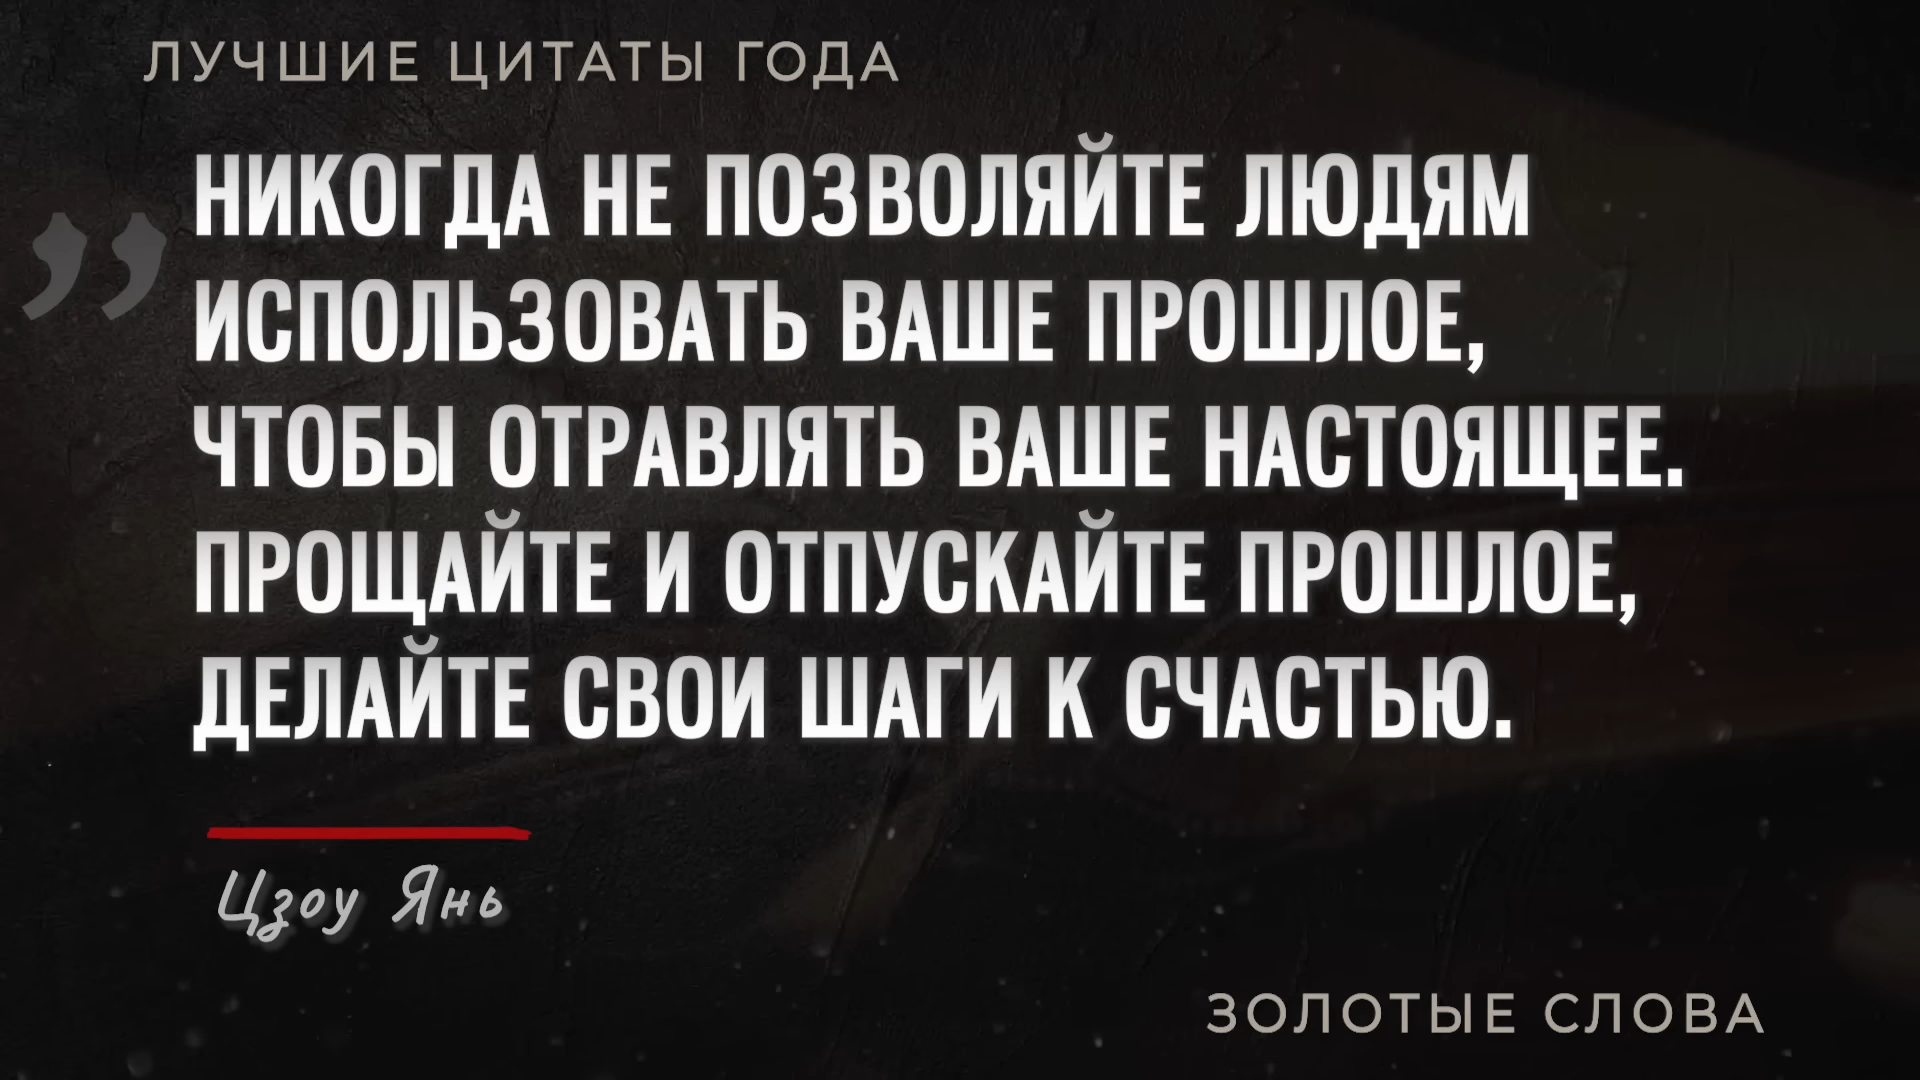 ЛУЧШИЕ ЦИТАТЫ ГОДА
”
НИКОГДА НЕ ПОЗВОЛЯЙТЕ ЛЮДЯМ
ИСПОЛЬЗОВАТЬ ВАШЕ ПРОШЛОЕ,
ЧТОБЫ ОТРАВЛЯТЬ ВАШЕ НАСТОЯЩЕЕ.
ПРОЩАЙТЕ И ОТПУСКАЙТЕ ПРОШЛОЕ,
ДЕЛАЙТЕ СВОИ ШАГИ К СЧАСТЬЮ.
Цзоу Янь
ЗОЛОТЫЕ СЛОВА